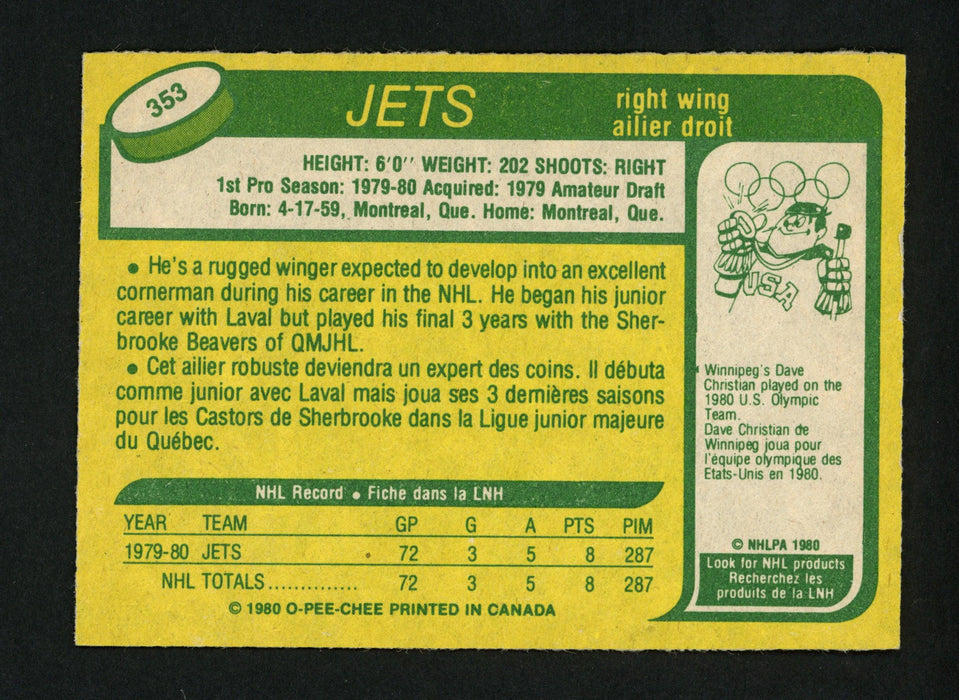 353
JETS
right wing
ailier droit
HEIGHT: 6'0'' WEIGHT: 202 SHOOTS: RIGHT
1st Pro Season: 1979-80 Acquired: 1979 Amateur Draft
Born: 4-17-59, Montreal, Que. Home: Montreal, Que.
• He's a rugged winger expected to develop into an excellent
cornerman during his career in the NHL. He began his junior
career with Laval but played his final 3 years with the Sher-
brooke Beavers of QMJHL.
• Cet ailier robuste deviendra un expert des coins. Il débuta
comme junior avec Laval mais joua ses 3 dernières saisons
pour les Castors de Sherbrooke dans la Ligue junior majeure
du Québec.
NHL Record • Fiche dans la LNH
YEAR TEAM GP G A PTS PIM
1979-80 JETS 72 3 5 8 287
NHL TOTALS.............. 72 3 5 8 287
© 1980 O-PEE-CHEE PRINTED IN CANADA
USA
Winnipeg's Dave
Christian played on the
1980 U.S. Olympic
Team.
Dave Christian de
Winnipeg joua pour
l'équipe olympique des
Etats-Unis en 1980.
© NHLPA 1980
Look for NHL products
Recherchez les
produits de la LNH